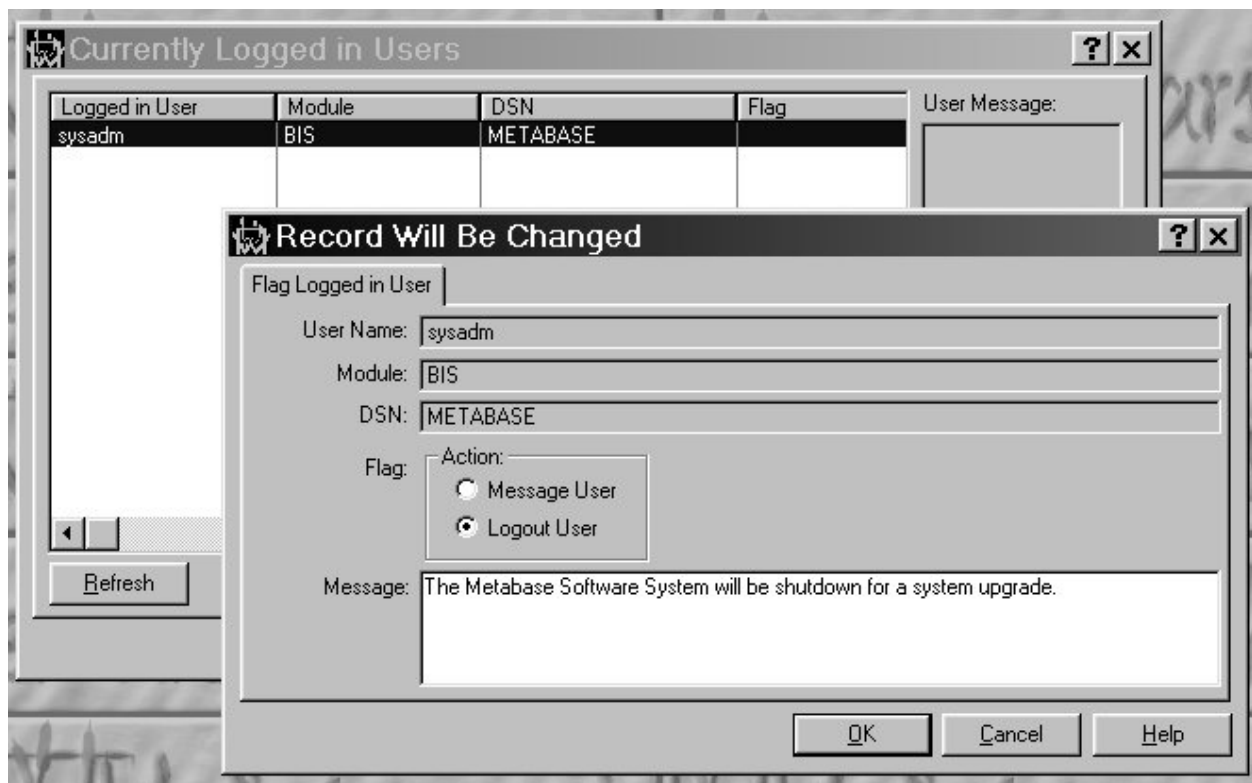 Currently Logged in Users
Logged in User Module DSN Flag User Message:
sysadm BIS METABASE
Record Will Be Changed
Flag Logged in User
User Name: sysadm
Module: BIS
DSN: METABASE
Flag: Action:
Message User
Logout User
Refresh
Message: The Metabase Software System will be shutdown for a system upgrade.
OK Cancel Help